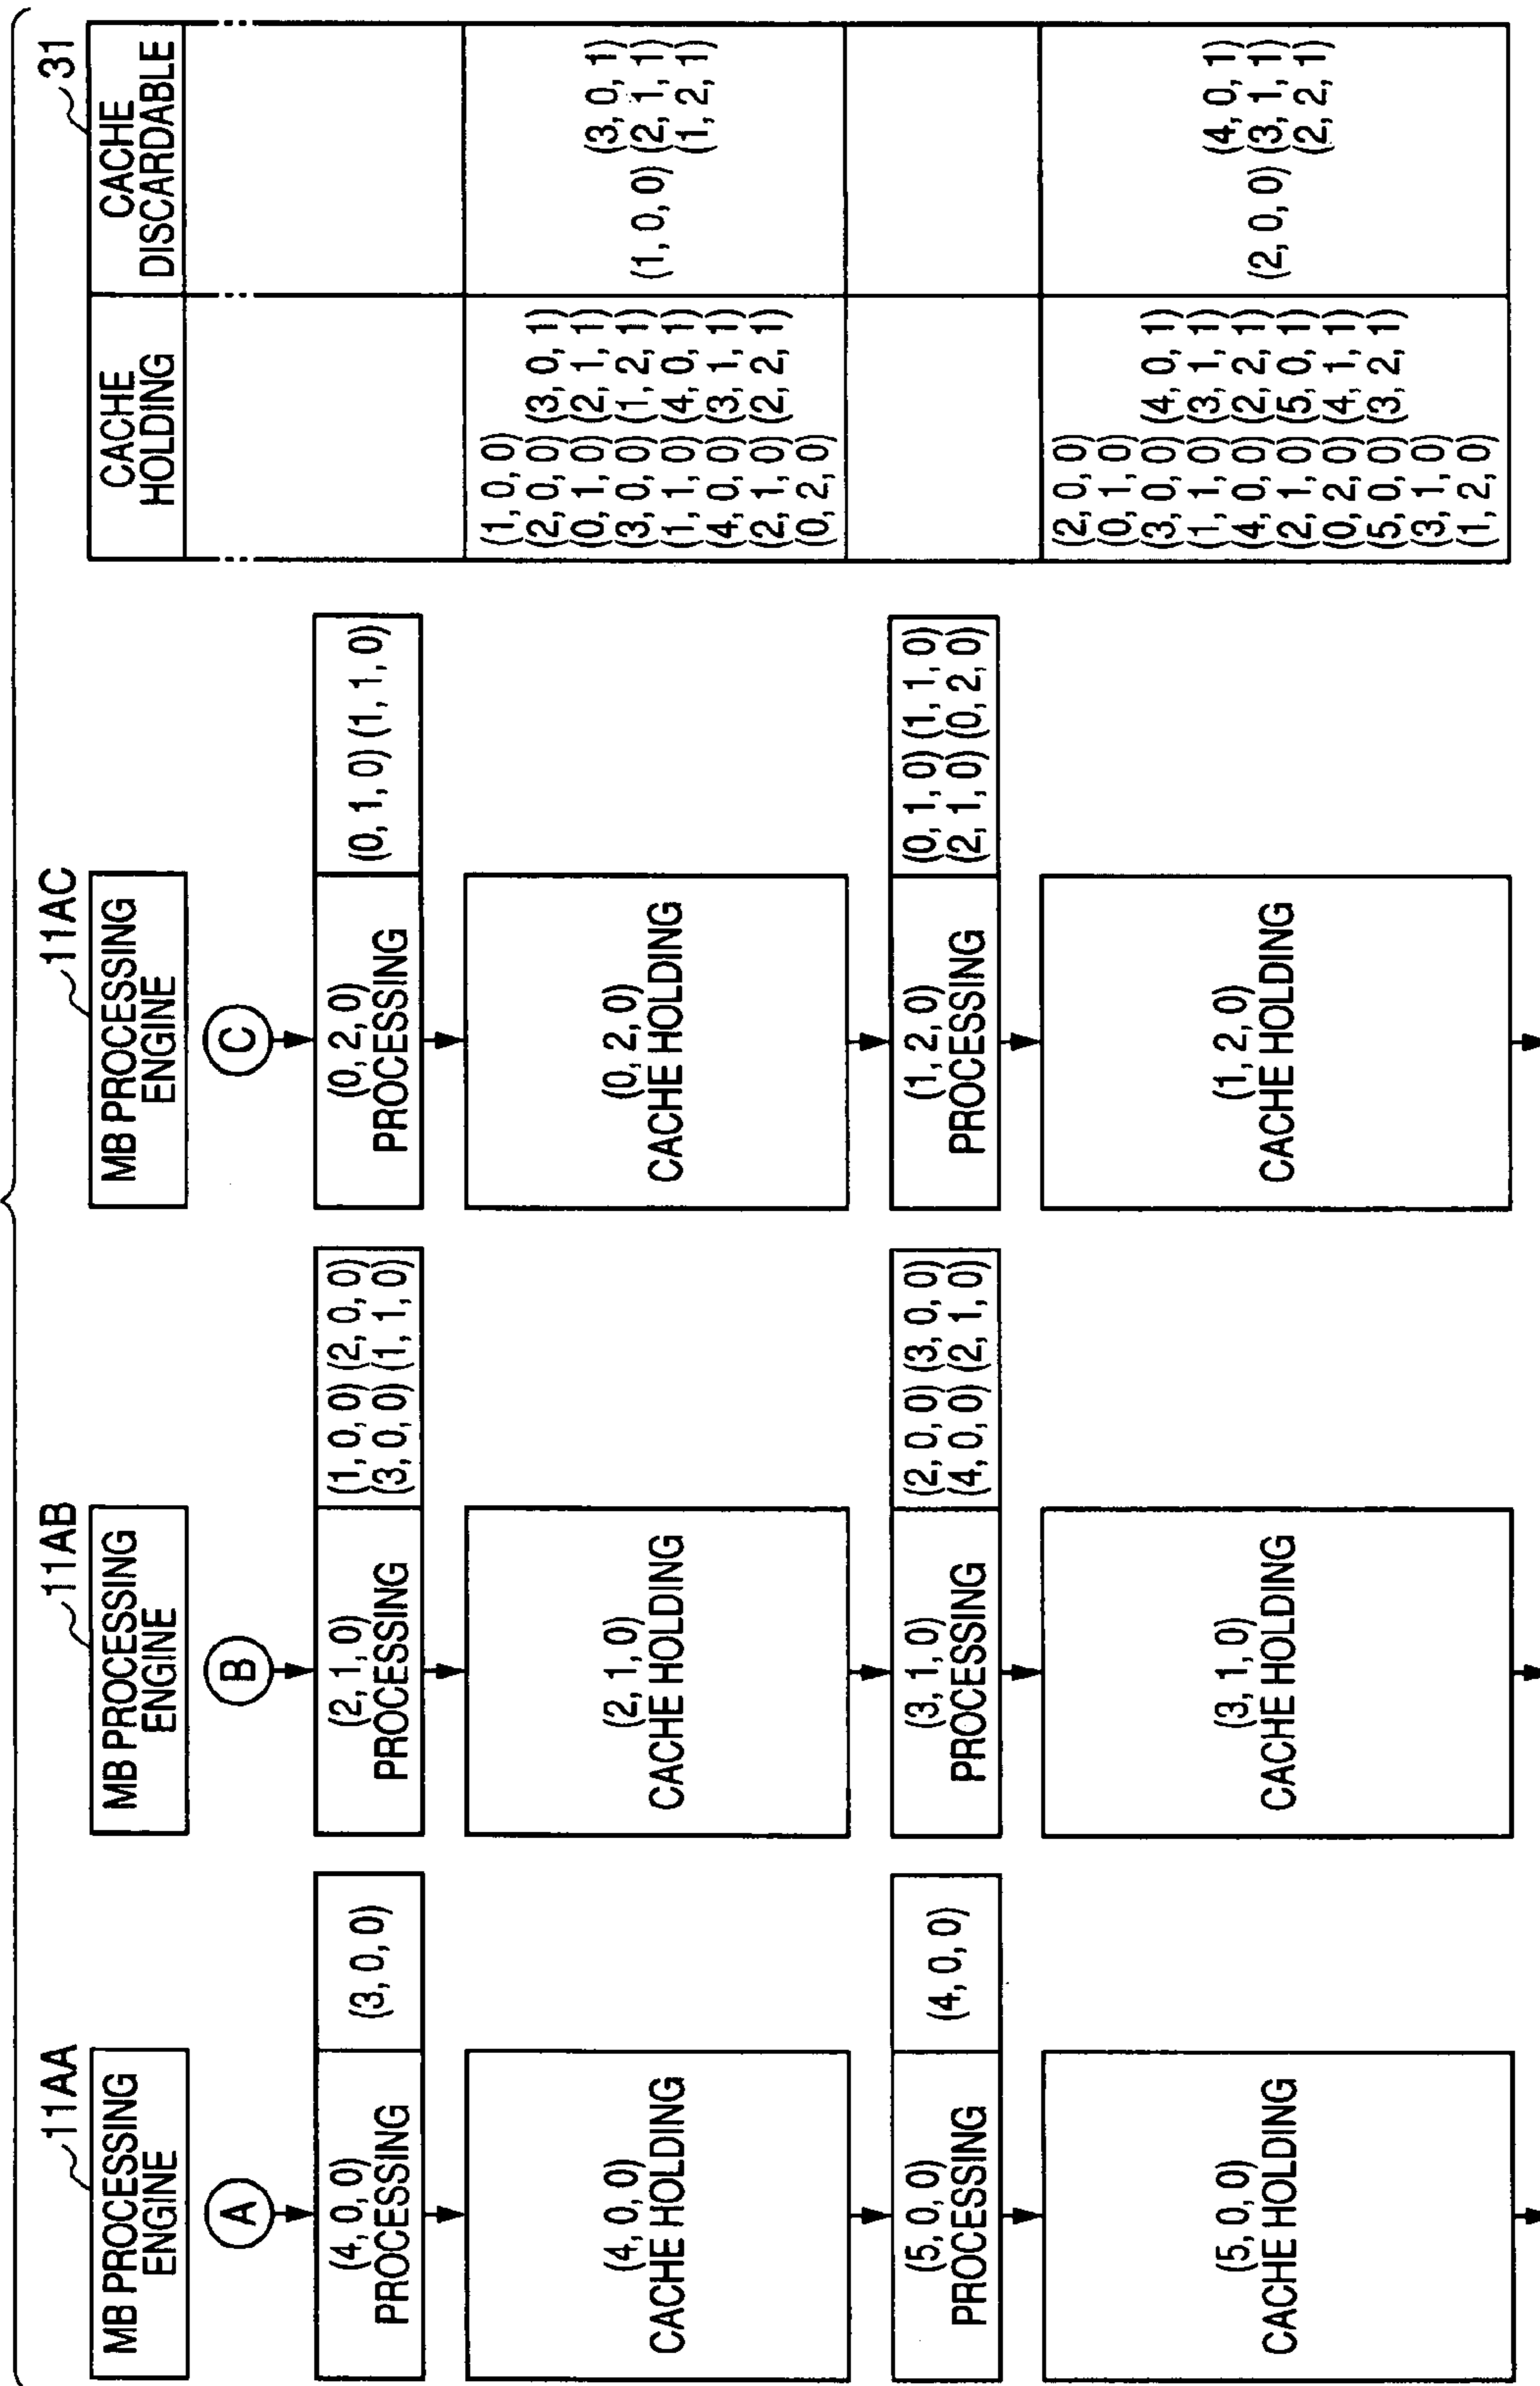 11AA
MB PROCESSING
ENGINE
A
(4, 0, 0)
PROCESSING
(3, 0, 0)
(4, 0, 0)
CACHE HOLDING
(5, 0, 0)
PROCESSING
(4, 0, 0)
(5, 0, 0)
CACHE HOLDING
11AB
MB PROCESSING
ENGINE
B
(2, 1, 0)
PROCESSING
(1, 0, 0) (2, 0, 0)
(3, 0, 0) (1, 1, 0)
(2, 1, 0)
CACHE HOLDING
(3, 1, 0)
PROCESSING
(2, 0, 0) (3, 0, 0)
(4, 0, 0) (2, 1, 0)
(3, 1, 0)
CACHE HOLDING
11AC
MB PROCESSING
ENGINE
C
(0, 2, 0)
PROCESSING
(0, 1, 0) (1, 1, 0)
(0, 2, 0)
CACHE HOLDING
(1, 2, 0)
PROCESSING
(0, 1, 0) (1, 1, 0)
(2, 1, 0) (0, 2, 0)
(1, 2, 0)
CACHE HOLDING
31
CACHE
HOLDING
CACHE
DISCARDABLE
(1, 0, 0)
(2, 0, 0) (3, 0, 1)
(0, 1, 0) (2, 1, 1)
(3, 0, 0) (1, 2, 1)
(1, 1, 0) (4, 0, 1)
(4, 0, 0) (3, 1, 1)
(2, 1, 0) (2, 2, 1)
(0, 2, 0)
(3, 0, 1)
(1, 0, 0) (2, 1, 1)
(1, 2, 1)
(2, 0, 0)
(0, 1, 0)
(3, 0, 0) (4, 0, 1)
(1, 1, 0) (3, 1, 1)
(4, 0, 0) (2, 2, 1)
(2, 1, 0) (5, 0, 1)
(0, 2, 0) (4, 1, 1)
(5, 0, 0) (3, 2, 1)
(3, 1, 0)
(1, 2, 0)
(4, 0, 1)
(2, 0, 0) (3, 1, 1)
(2, 2, 1)